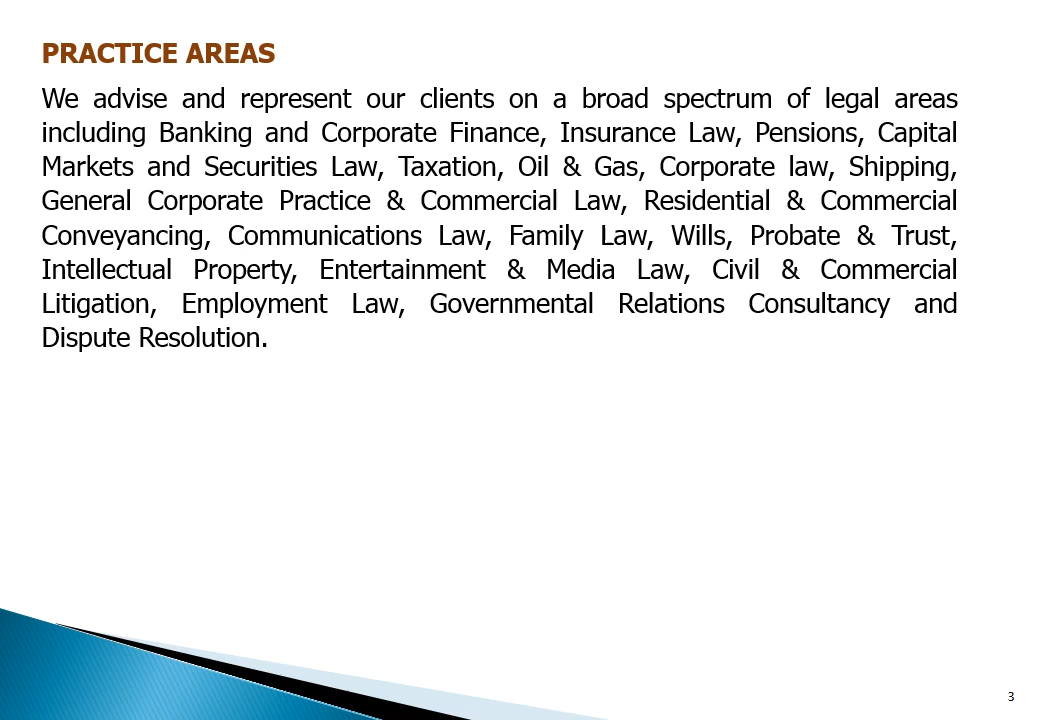 PRACTICE AREAS
We advise and represent our clients on a broad spectrum of legal areas
including Banking and Corporate Finance, Insurance Law, Pensions, Capital
Markets and Securities Law, Taxation, Oil & Gas, Corporate law, Shipping,
General Corporate Practice & Commercial Law, Residential & Commercial
Conveyancing, Communications Law, Family Law, Wills, Probate & Trust,
Intellectual Property, Entertainment & Media Law, Civil & Commercial
Litigation, Employment Law, Governmental Relations Consultancy and
Dispute Resolution.
3